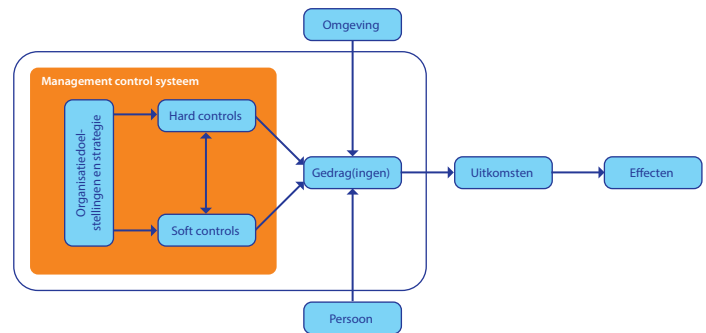 Omgeving
Management control systeem
Organisatiedoel-
stellingen en strategie
Hard controls
Gedrag(ingen)
Uitkomsten
Effecten
Soft controls
Persoon